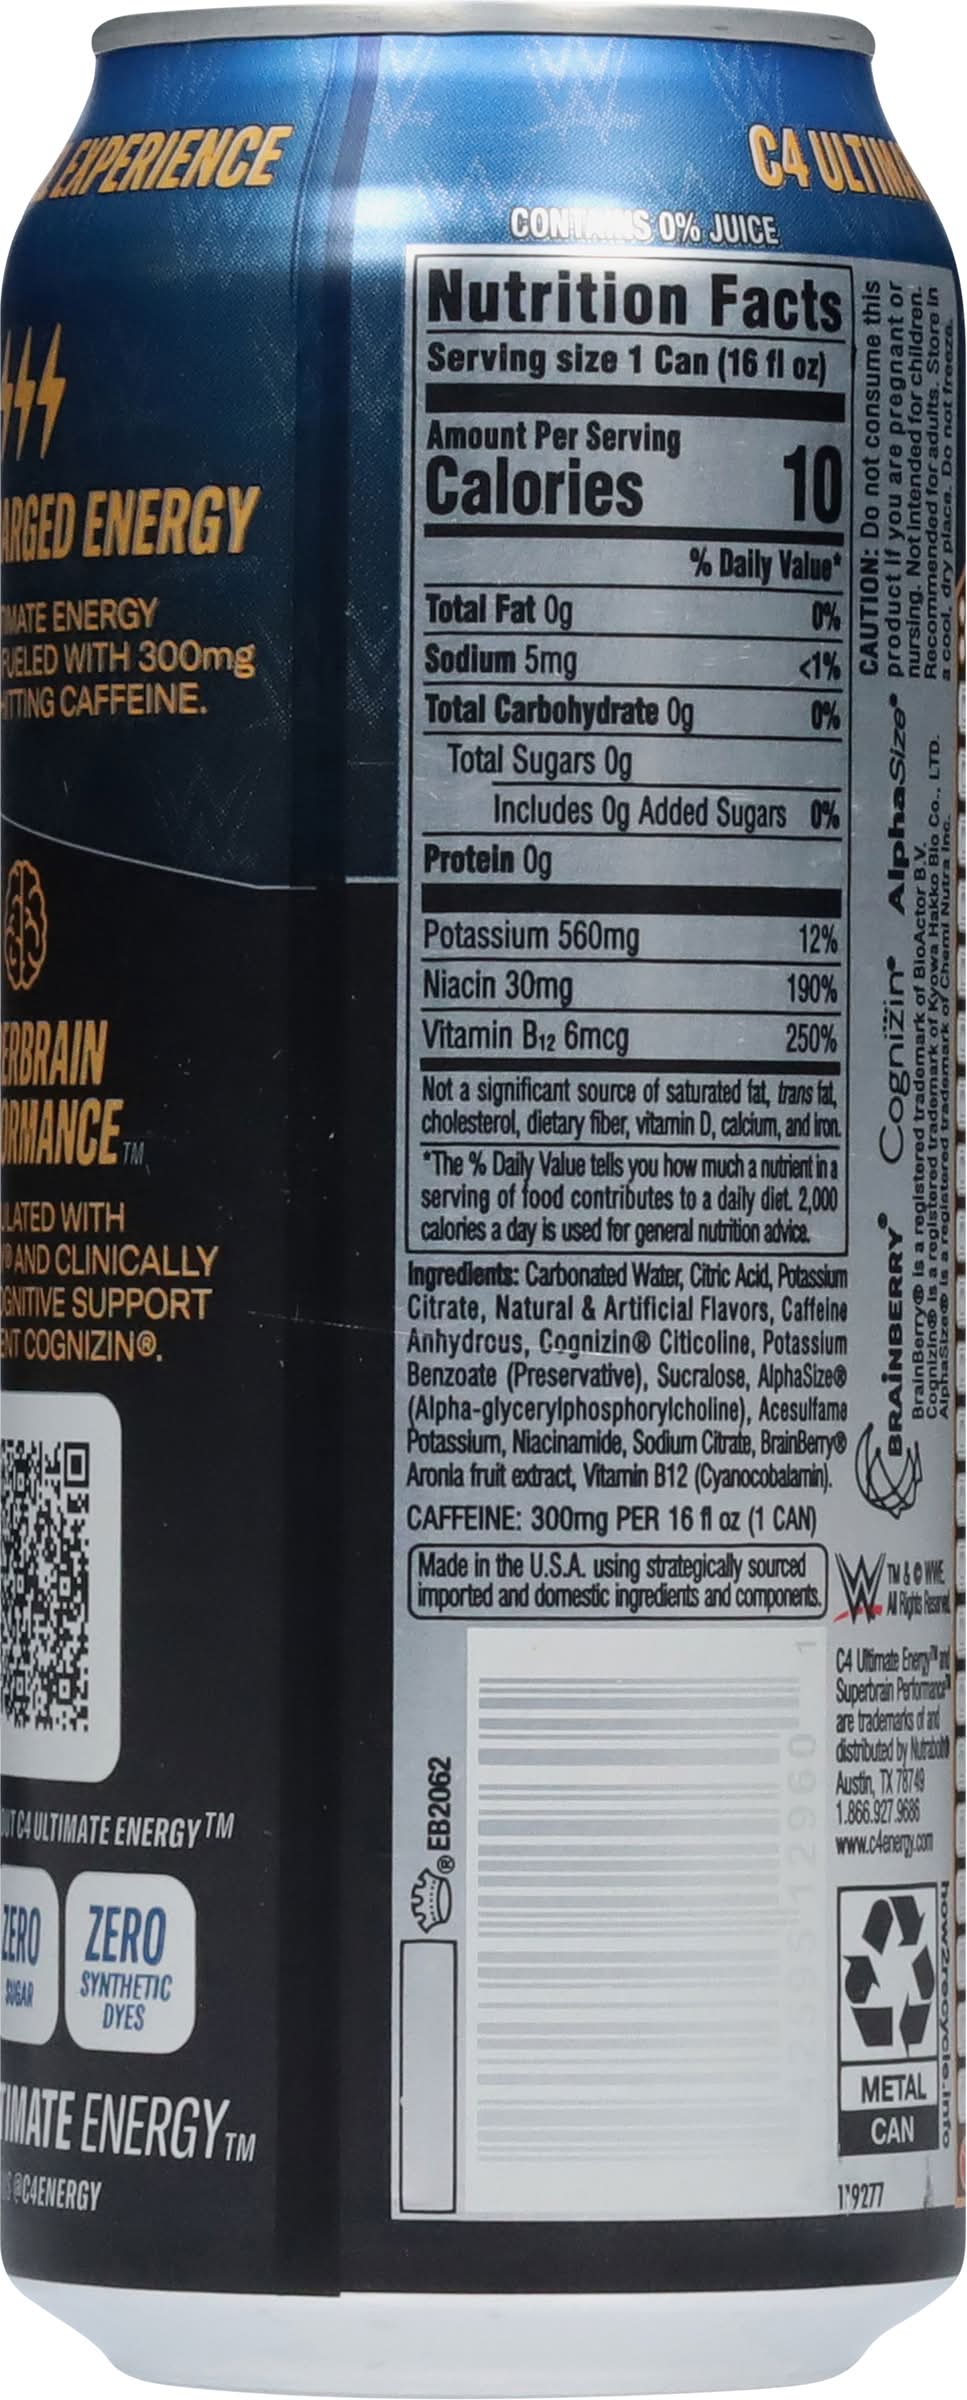 EXPERIENCE
ENERGY
ENERGY
WITH 300mg
CAFFEINE.
TM
WITH
AND CLINICALLY
SUPPORT
COGNIZIN®.
C4 ULTIMATE ENERGY™
ZERO
SUGAR
ZERO
SYNTHETIC
DYES
ENERGY™
@C4ENERGY
C4
CONTAINS 0% JUICE
Nutrition Facts
Serving size 1 Can (16 fl oz)
Amount Per Serving
Calories 10
% Daily Value*
Total Fat 0g 0%
Sodium 5mg <1%
Total Carbohydrate 0g 0%
Total Sugars 0g
Includes 0g Added Sugars 0%
Protein 0g
Potassium 560mg 12%
Niacin 30mg 190%
Vitamin B12 6mcg 250%
Not a significant source of saturated fat, trans fat,
cholesterol, dietary fiber, vitamin D, calcium, and iron.
*The % Daily Value tells you how much a nutrient in a
serving of food contributes to a daily diet. 2,000
calories a day is used for general nutrition advice.
Ingredients: Carbonated Water, Citric Acid, Potassium
Citrate, Natural & Artificial Flavors, Caffeine
Anhydrous, Cognizin® Citicoline, Potassium
Benzoate (Preservative), Sucralose, AlphaSize®
(Alpha-glycerylphosphorylcholine), Acesulfame
Potassium, Niacinamide, Sodium Citrate, BrainBerry®
Aronia fruit extract, Vitamin B12 (Cyanocobalamin).
CAFFEINE: 300mg PER 16 fl oz (1 CAN)
Made in the U.S.A. using strategically sourced
imported and domestic ingredients and components.
CAUTION: Do not consume this
product if you are pregnant or
nursing. Not intended for children.
Recommended for adults. Store in
a cool, dry place. Do not freeze.
BRAINBERRY® Cognizin® AlphaSize®
BrainBerry® is a registered trademark of BioActor B.V.
Cognizin® is a registered trademark of Kyowa Hakko Bio Co., LTD.
AlphaSize® is a registered trademark of Chemi Nutra Inc.
W
TM & © WWE.
All Rights Reserved.
C4 Ultimate Energy™ and
Superbrain Performance™
are trademarks of and
distributed by Nutrabolt®
Austin, TX 78749
1.866.927.9686
www.c4energy.com
® EB2062
how2recycle.info
METAL
CAN